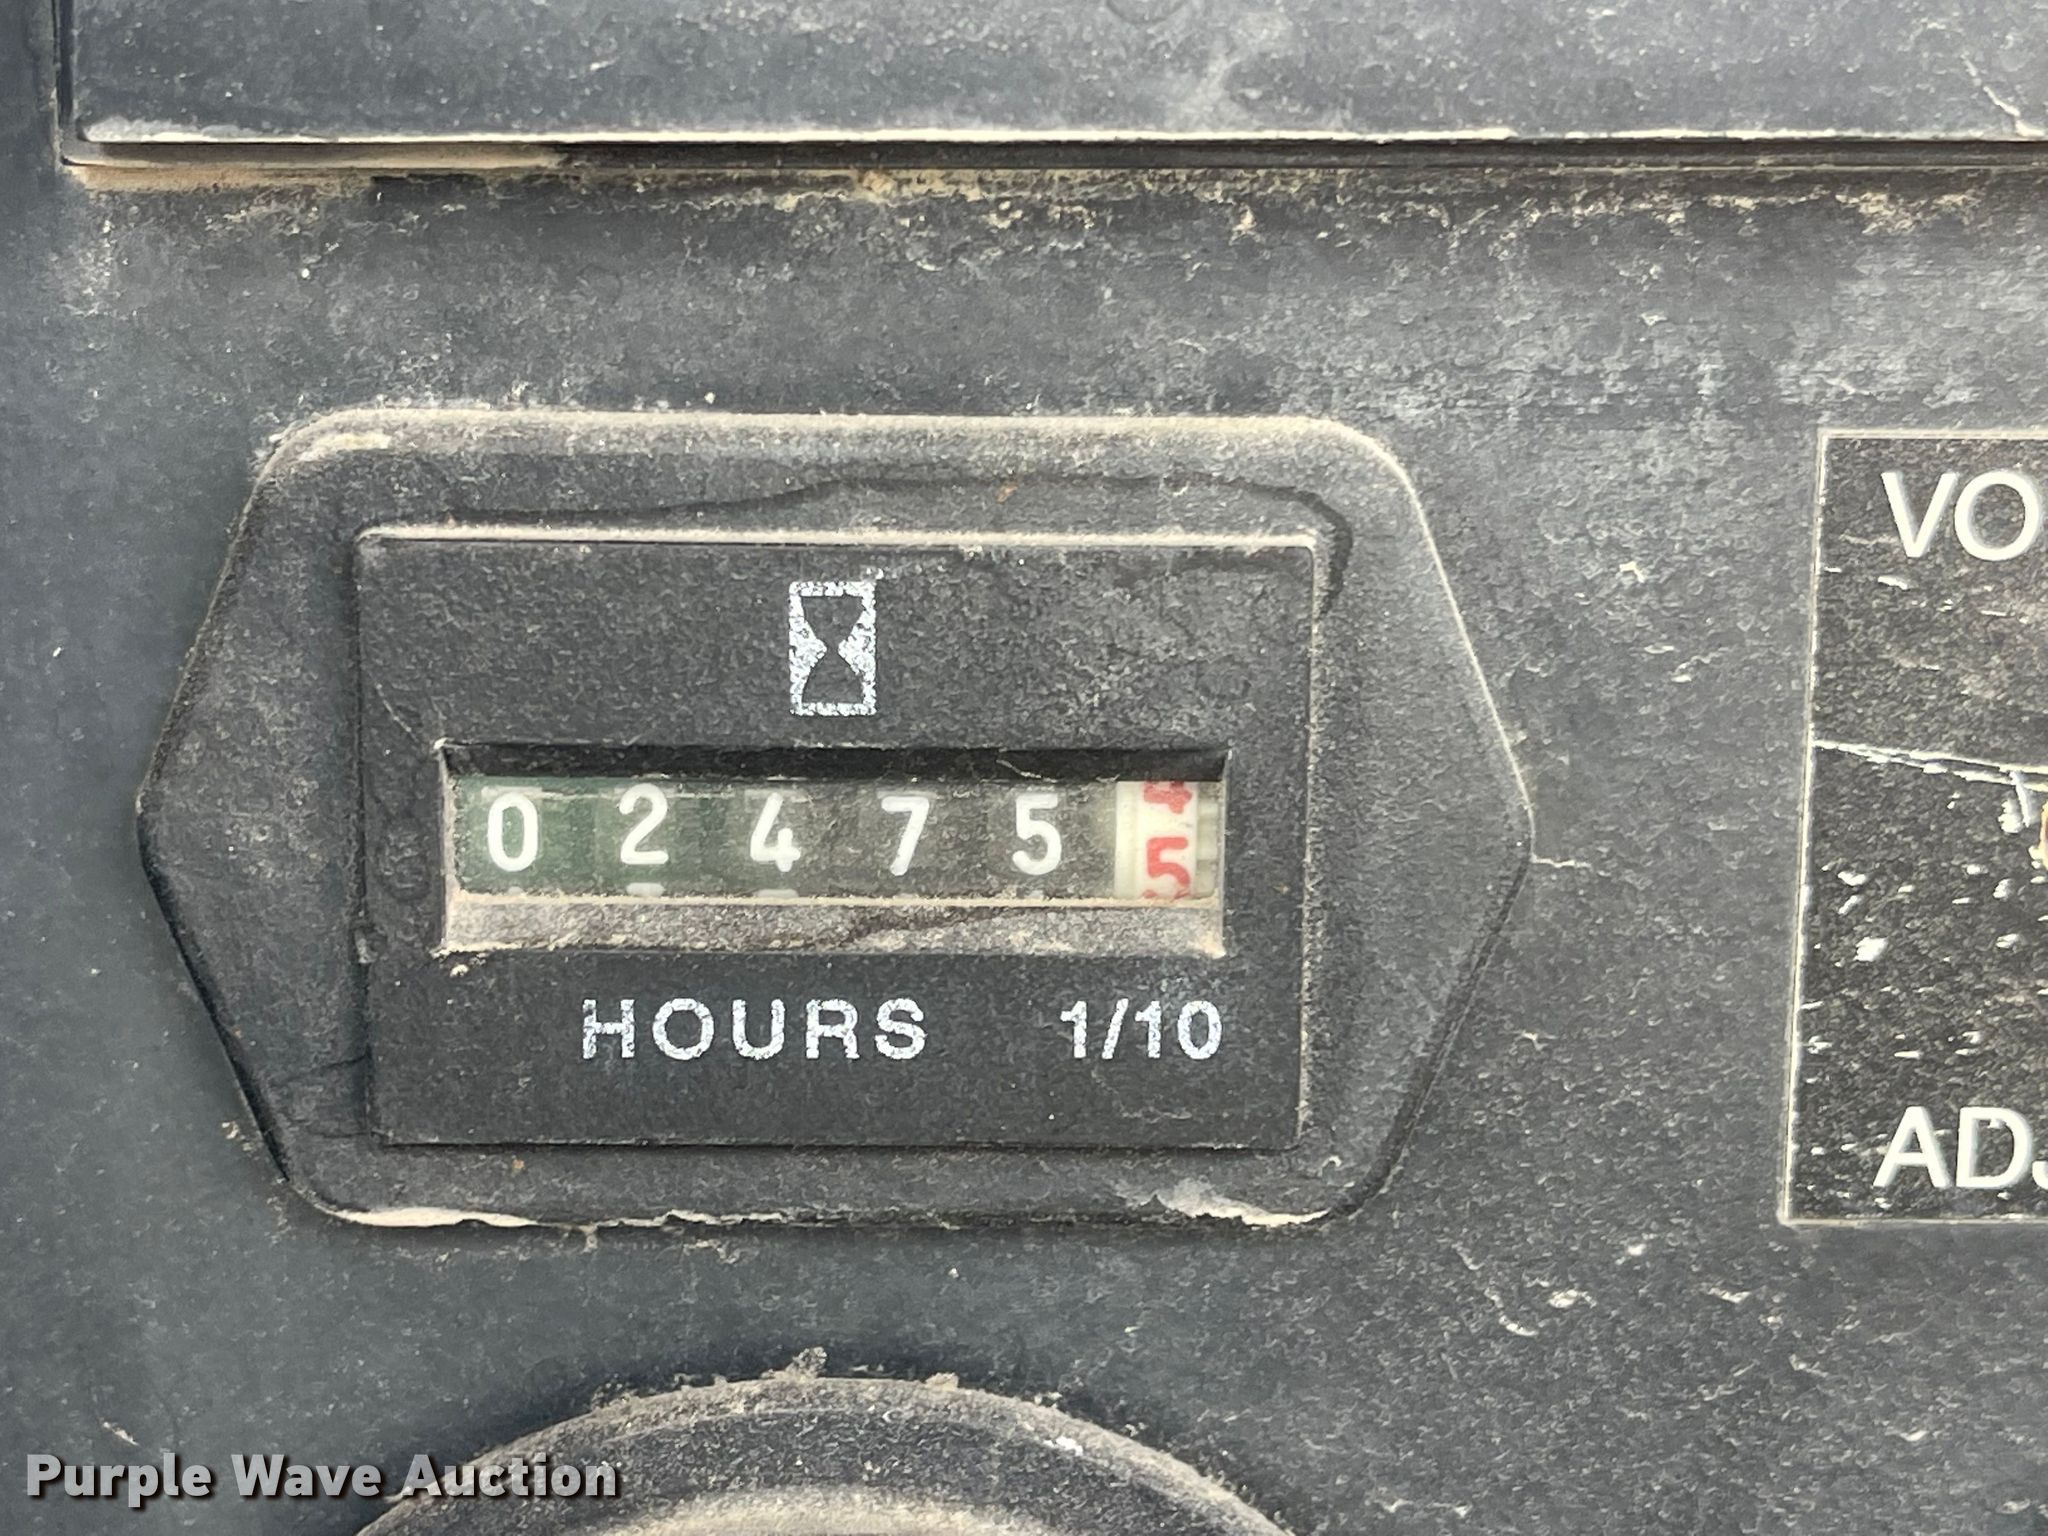 VO
0 2 4 7 5 5
HOURS 1/10
ADJ
Purple Wave Auction